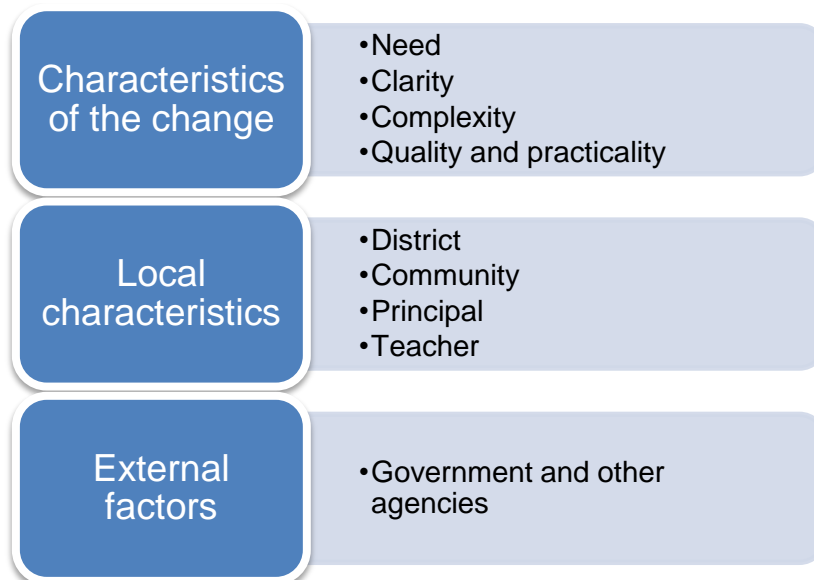 Characteristics
of the change
•Need
•Clarity
•Complexity
•Quality and practicality
Local
characteristics
•District
•Community
•Principal
•Teacher
External
factors
•Government and other
agencies